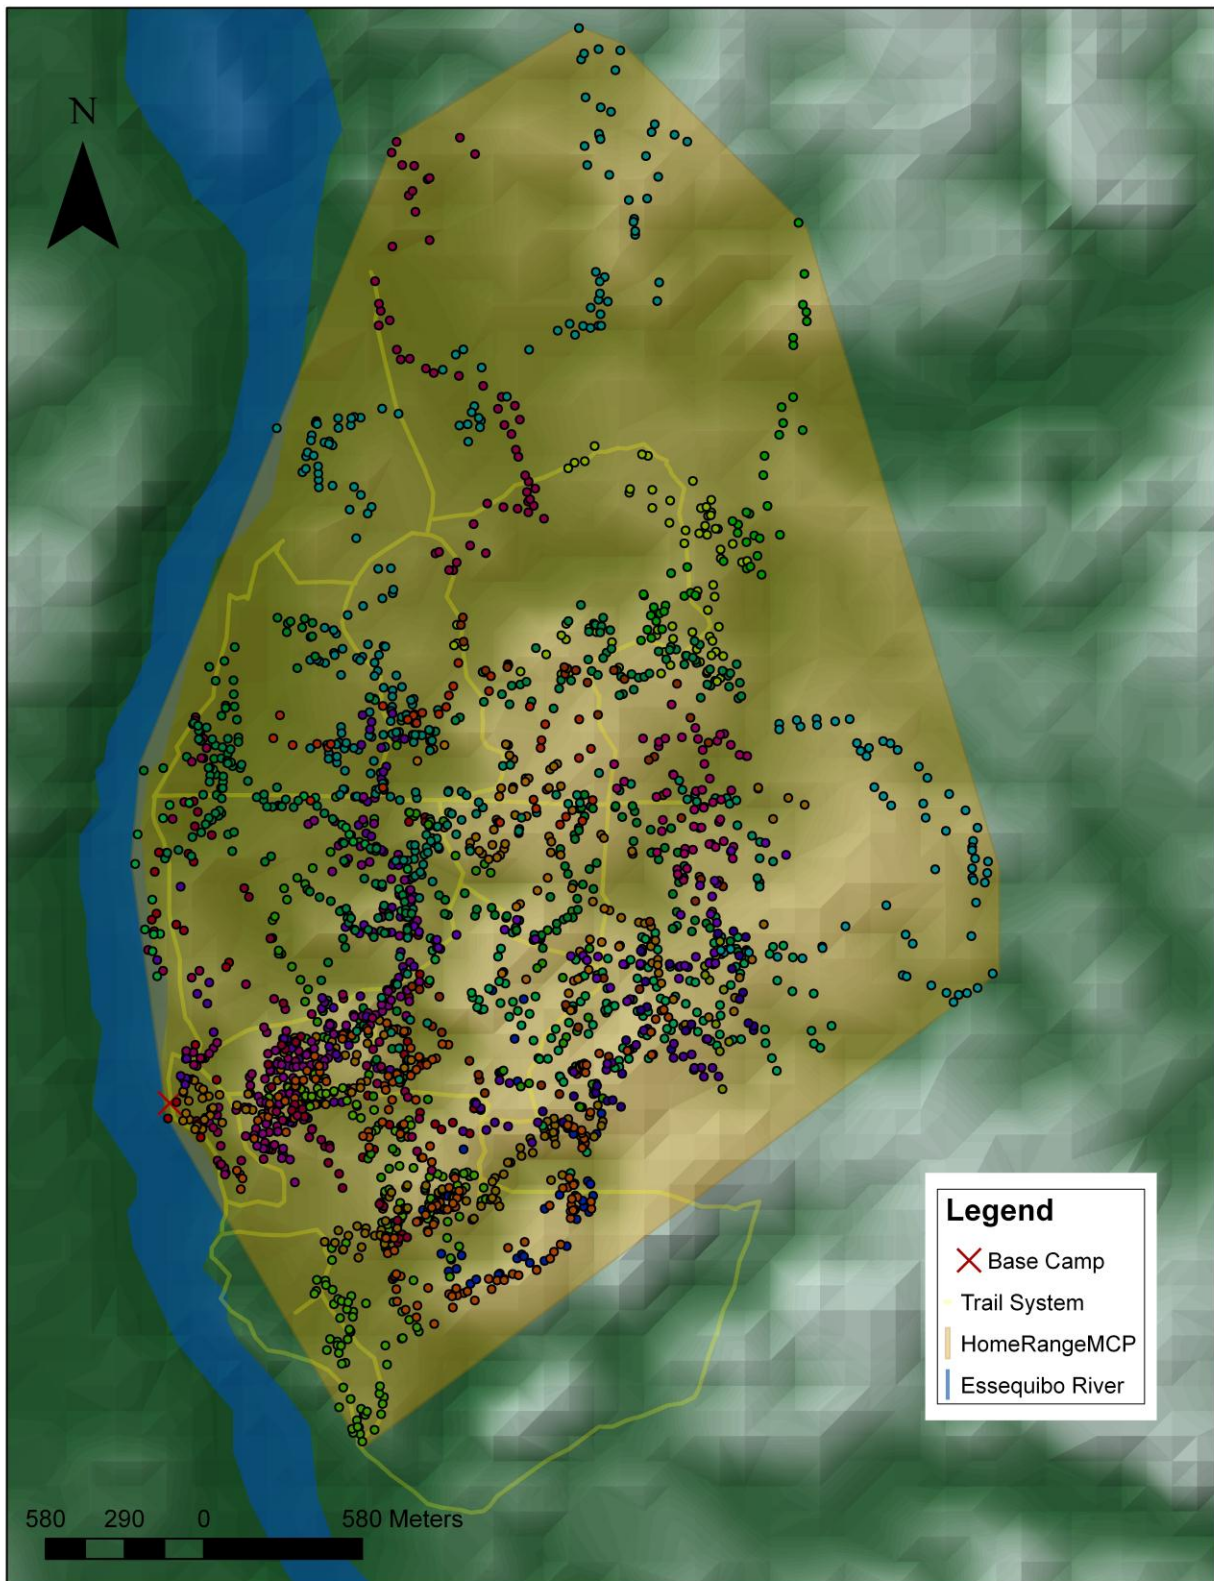 N
Legend
Base Camp
Trail System
HomeRangeMCP
Essequibo River
580 290 0 580 Meters